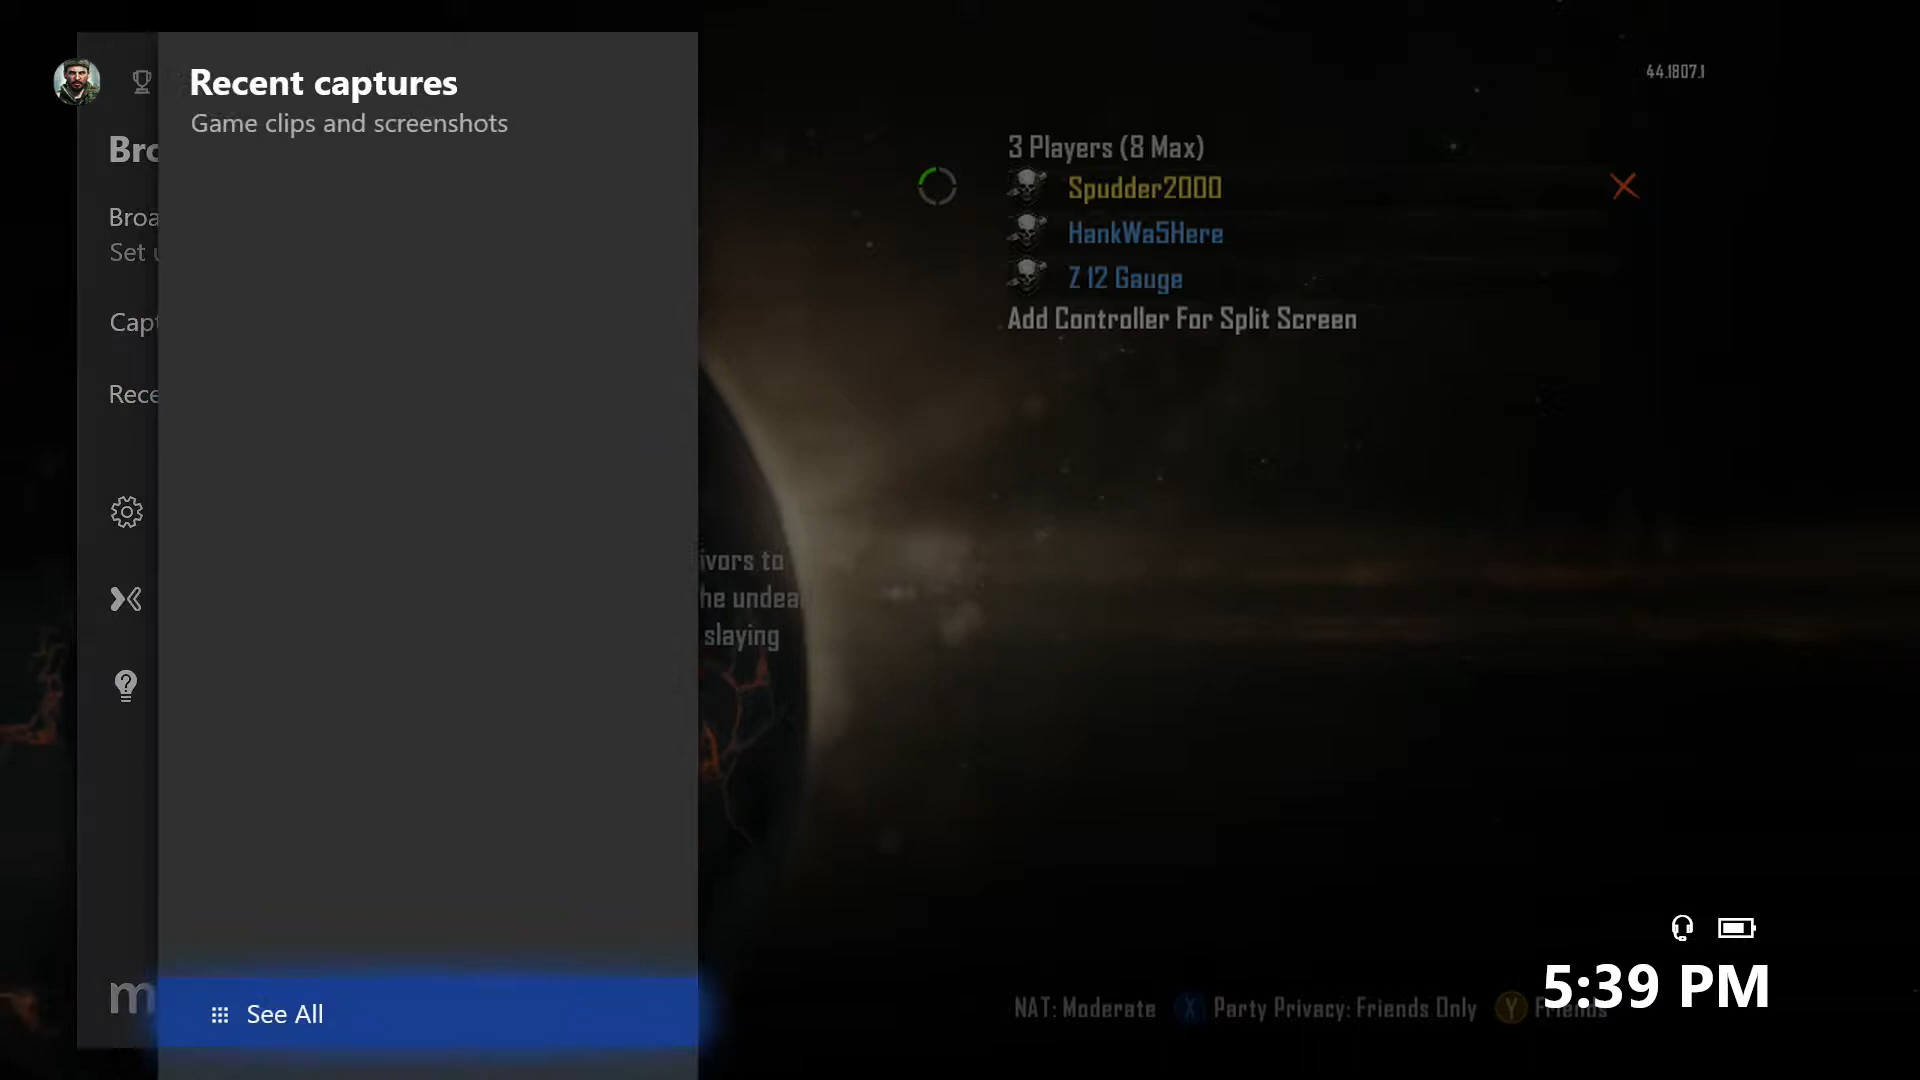 Recent captures
Game clips and screenshots
44.1807.1
3 Players (8 Max)
Spudder2000
HankWa5Here
Z 12 Gauge
Add Controller For Split Screen
Bro
Broa
Set u
Capt
Rece
ivors to
he undea
slaying
m
See All
NAT: Moderate
X Party Privacy: Friends Only
Y Friends
5:39 PM